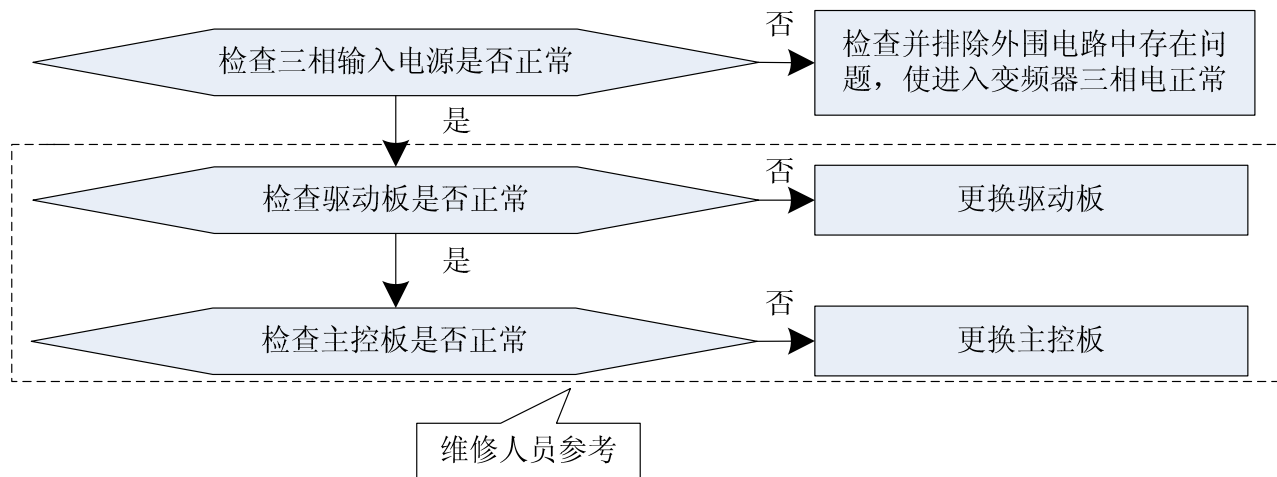 检查三相输入电源是否正常
否
检查并排除外围电路中存在问
题，使进入变频器三相电正常
是
检查驱动板是否正常
否
更换驱动板
是
检查主控板是否正常
否
更换主控板
维修人员参考